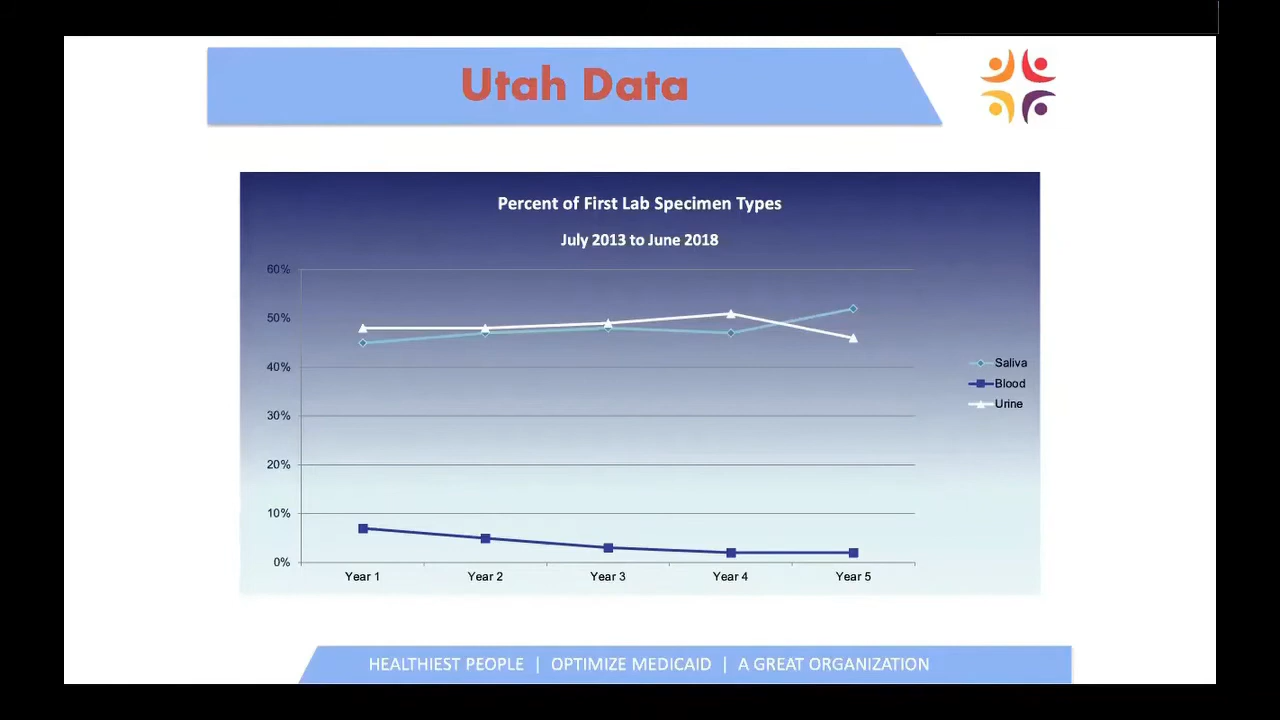 Utah Data
Percent of First Lab Specimen Types
July 2013 to June 2018
60%
50%
40%
30%
20%
10%
0%
Year 1
Year 2
Year 3
Year 4
Year 5
Saliva
Blood
Urine
HEALTHIEST PEOPLE | OPTIMIZE MEDICAID | A GREAT ORGANIZATION